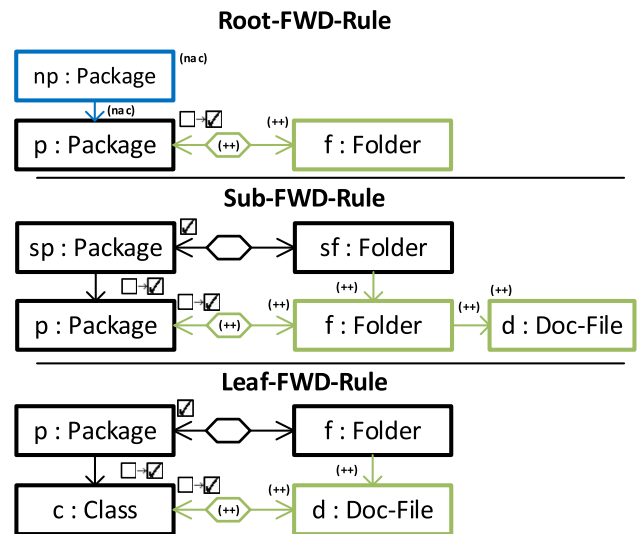 Root-FWD-Rule
(nac)
np : Package
(nac)
(++)
p : Package
(++)
f : Folder
Sub-FWD-Rule
sp : Package
sf : Folder
(++)
(++)
(++)
(++)
p : Package
(++)
f : Folder
d : Doc-File
Leaf-FWD-Rule
p : Package
f : Folder
(++)
(++)
c : Class
(++)
d : Doc-File